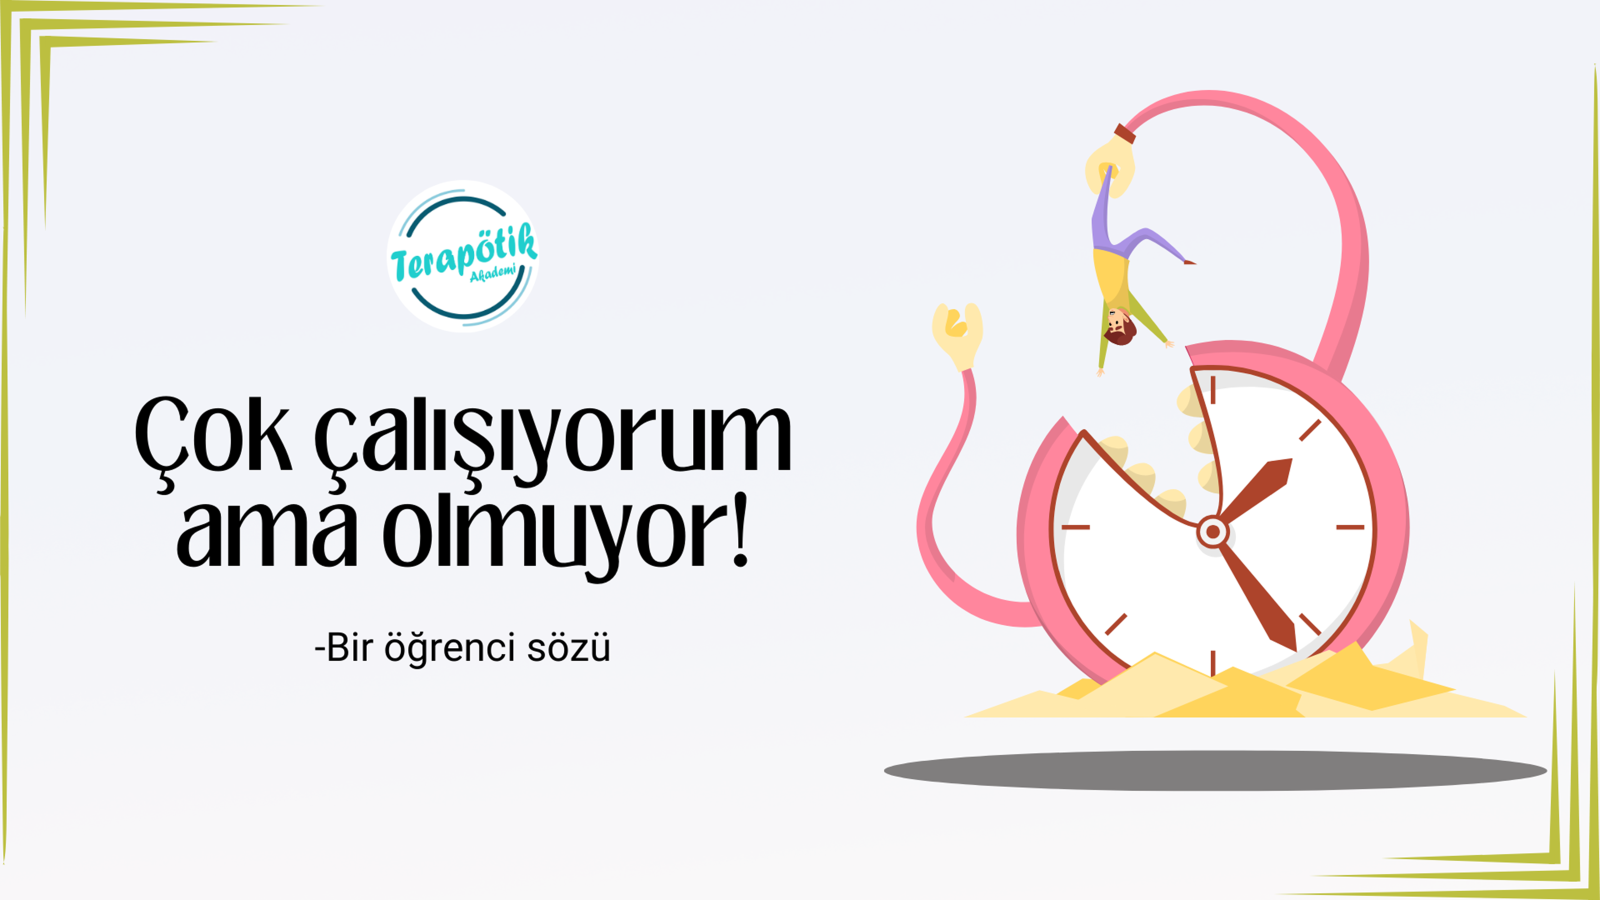 Terapötik
Akademi
Çok çalışıyorum
ama olmuyor!
-Bir öğrenci sözü